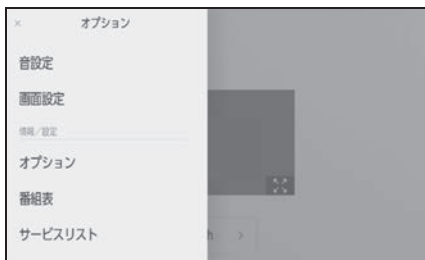 × オプション
音設定
画面設定
情報／設定
オプション
番組表
サービスリスト
h >